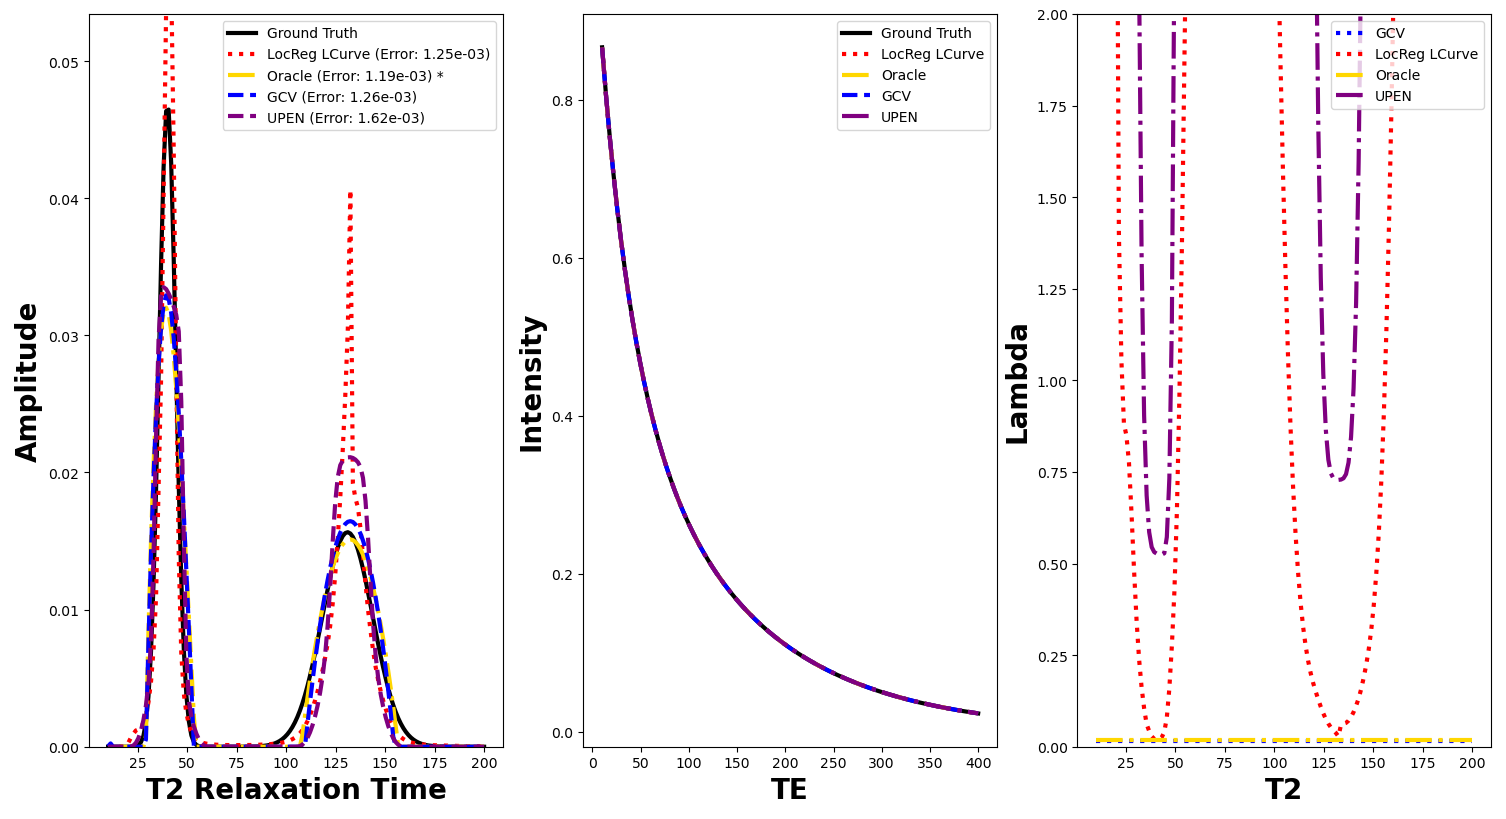 Amplitude
0.05
0.04
0.03
0.02
0.01
0.00
25
50
75
100
125
150
175
200
T2 Relaxation Time
Ground Truth
LocReg LCurve (Error: 1.25e-03)
Oracle (Error: 1.19e-03) *
GCV (Error: 1.26e-03)
UPEN (Error: 1.62e-03)
Intensity
0.8
0.6
0.4
0.2
0.0
0
50
100
150
200
250
300
350
400
TE
Ground Truth
LocReg LCurve
Oracle
GCV
UPEN
Lambda
2.00
1.75
1.50
1.25
1.00
0.75
0.50
0.25
0.00
25
50
75
100
125
150
175
200
T2
GCV
LocReg LCurve
Oracle
UPEN